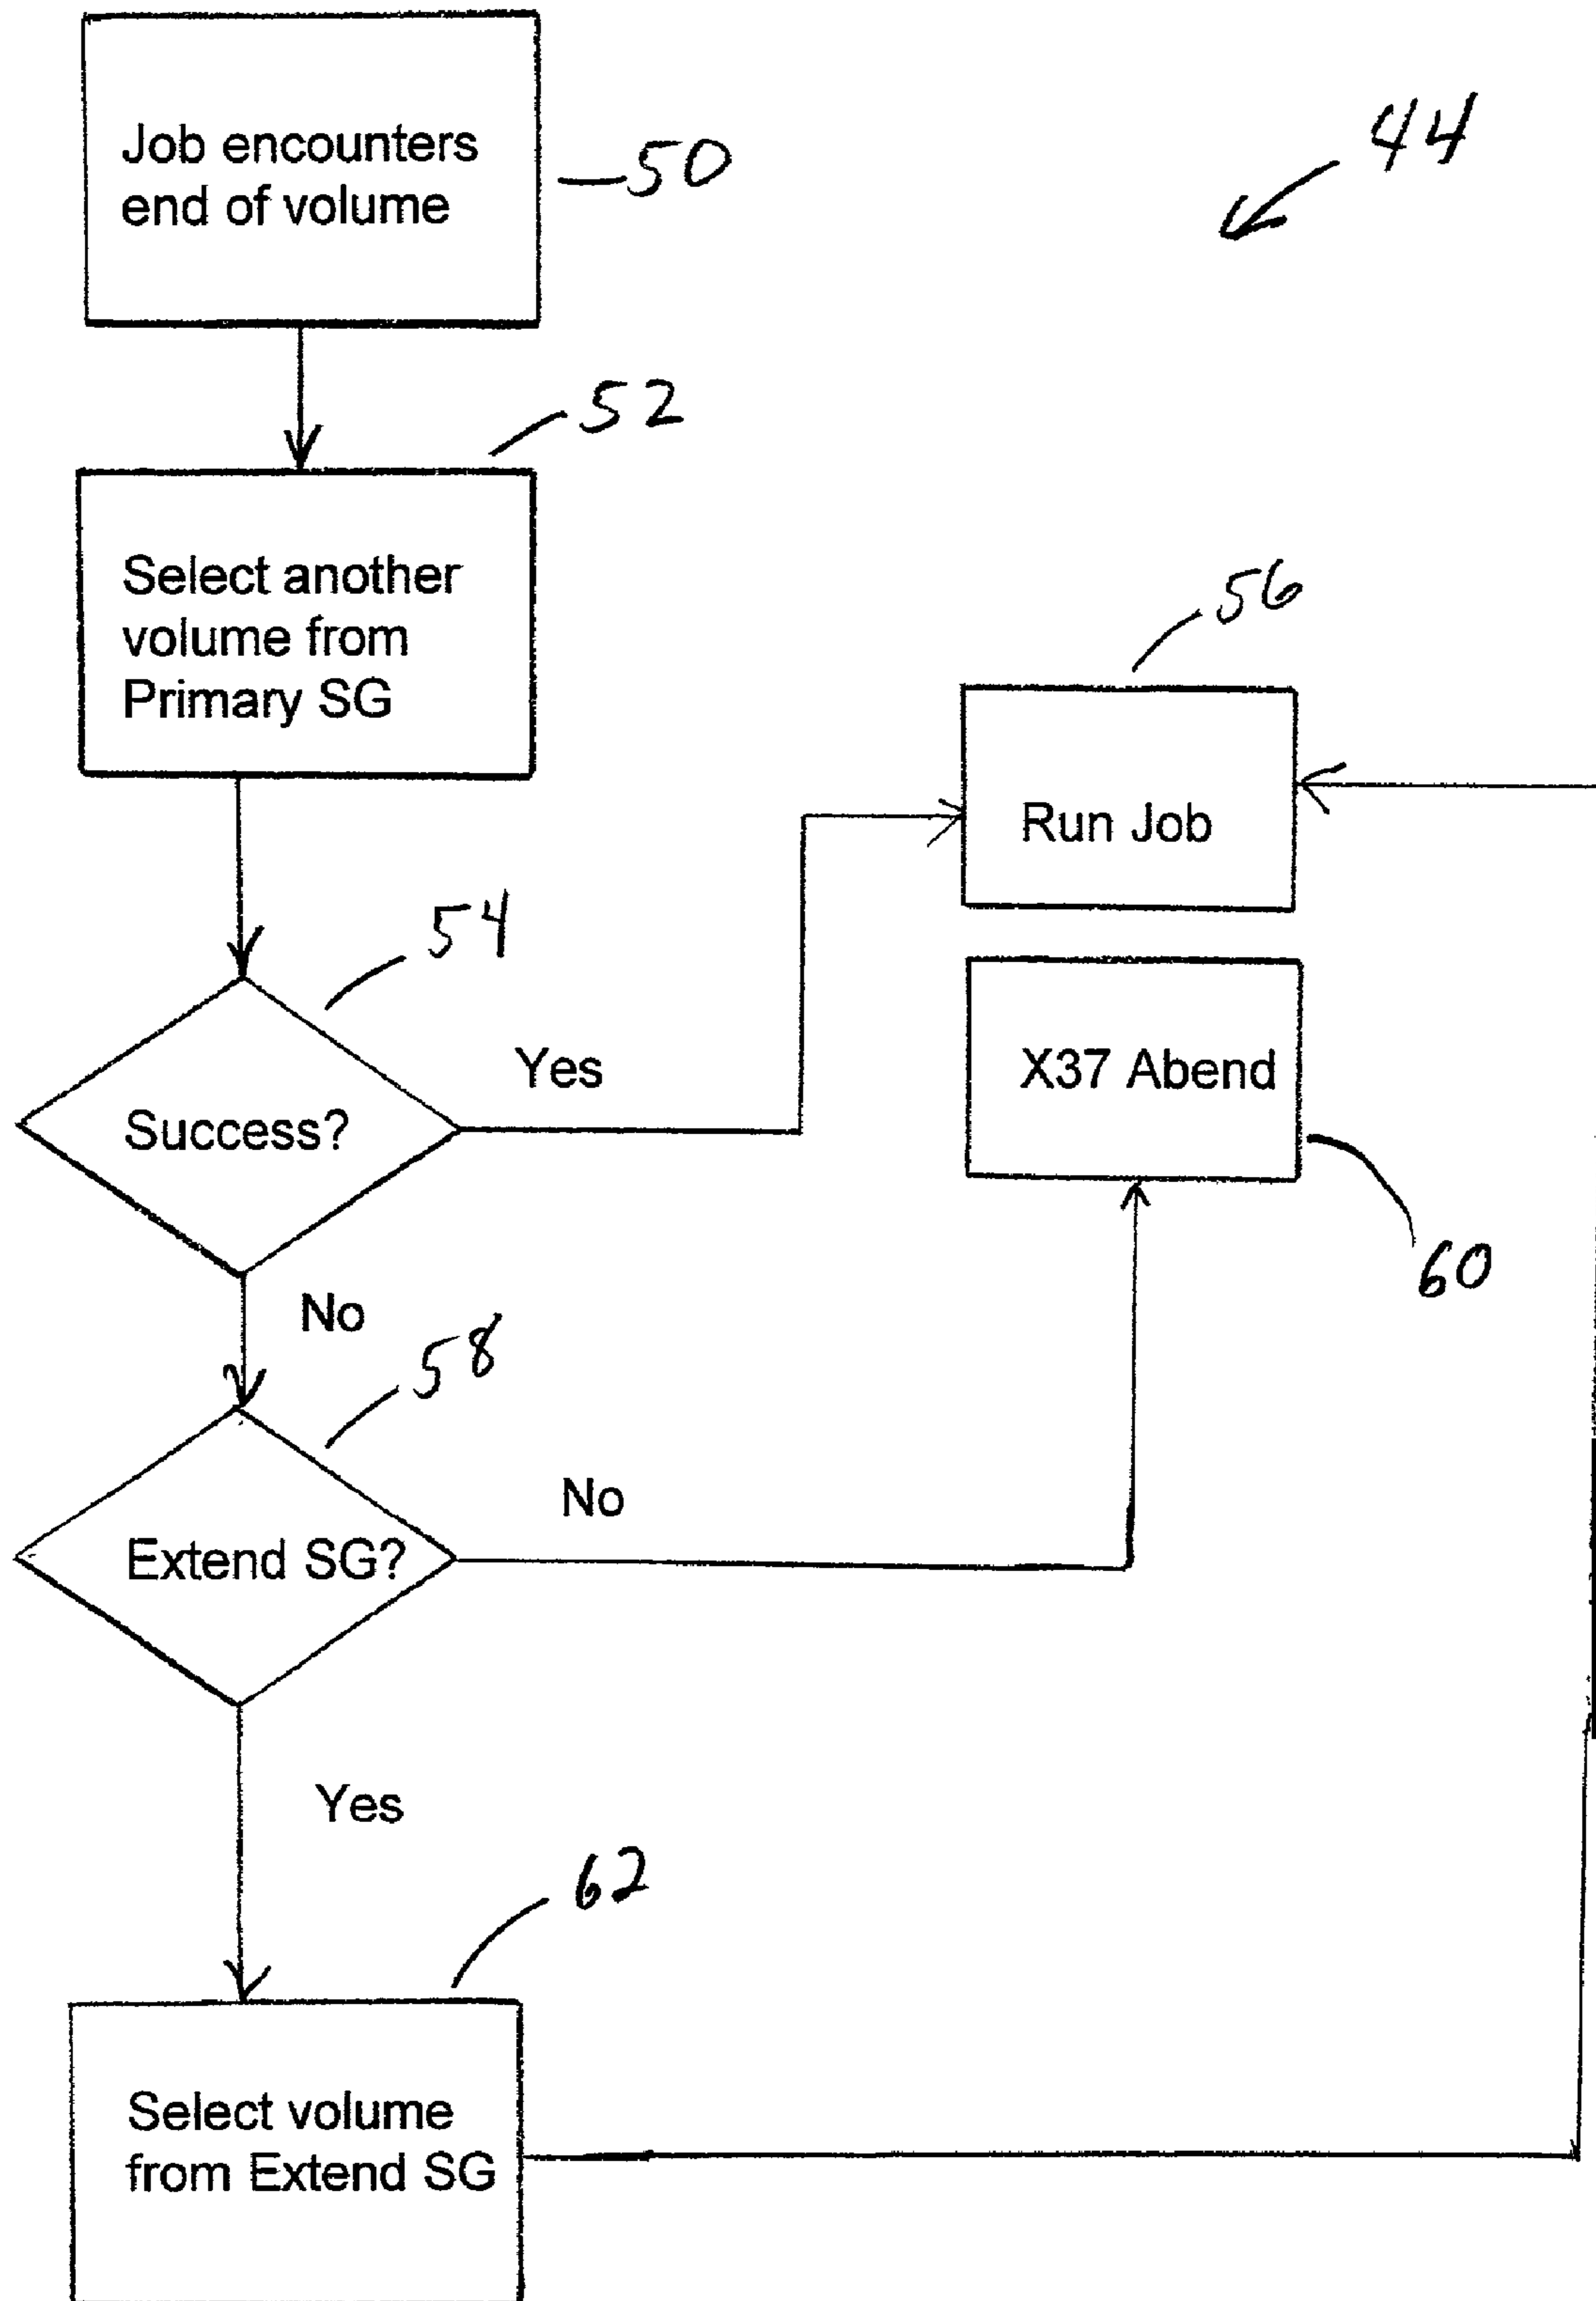 Job encounters
end of volume
50
44
52
Select another
volume from
Primary SG
56
Run Job
54
Yes
Success?
X37 Abend
60
No
58
No
Extend SG?
Yes
62
Select volume
from Extend SG